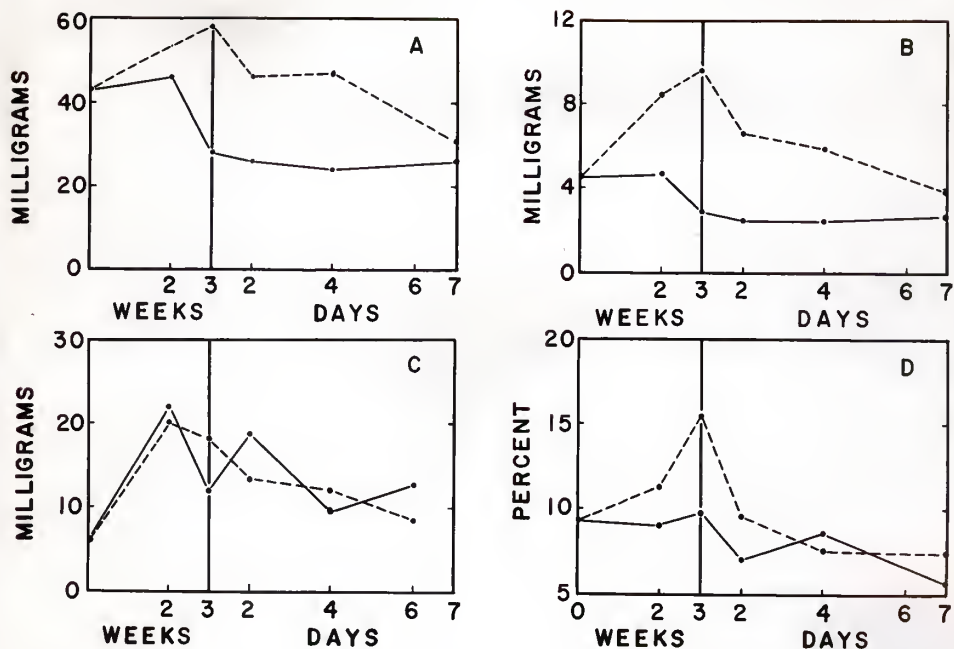 MILLIGRAMS
60
40
20
0
A
2 3 2 4 6 7
WEEKS DAYS
MILLIGRAMS
12
8
4
0
B
2 3 2 4 6 7
WEEKS DAYS
MILLIGRAMS
30
20
10
0
C
2 3 2 4 6 7
WEEKS DAYS
PERCENT
20
15
10
5
D
0 2 3 2 4 6 7
WEEKS DAYS